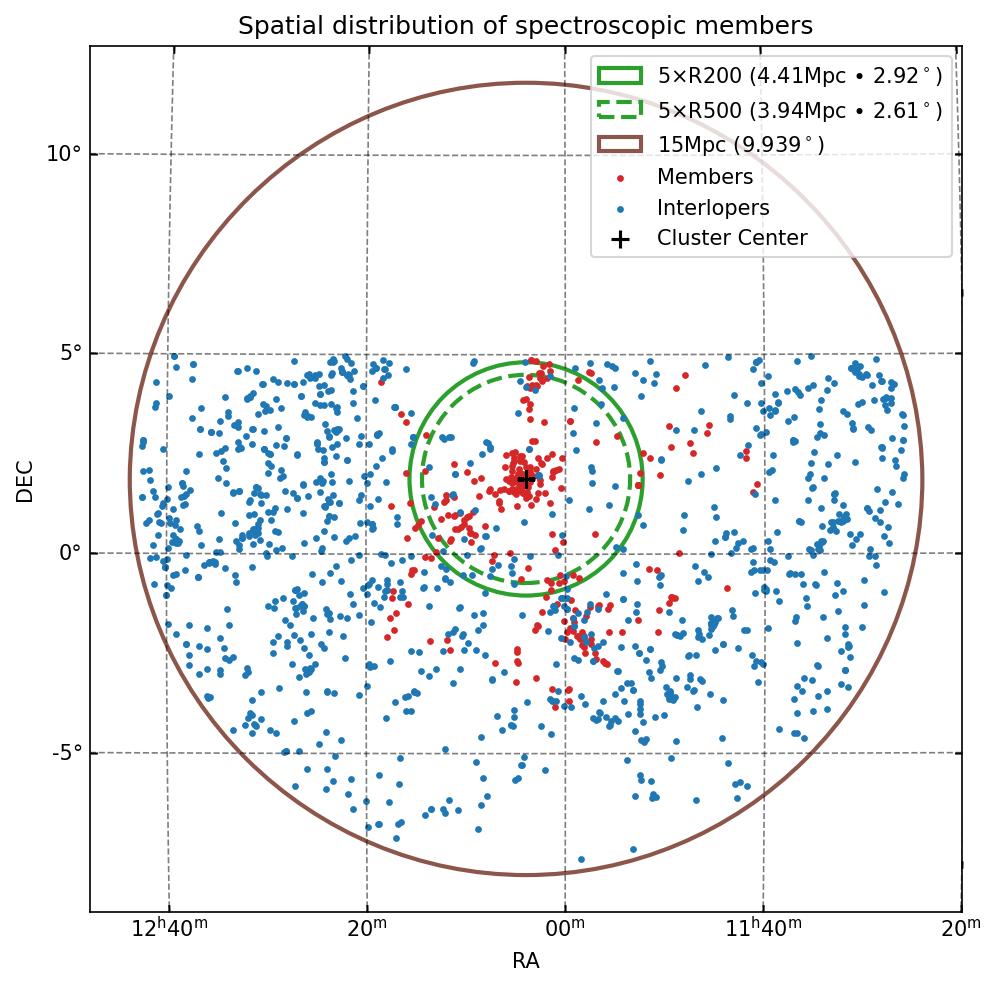 Spatial distribution of spectroscopic members
5×R200 (4.41Mpc • 2.92°)
5×R500 (3.94Mpc • 2.61°)
15Mpc (9.939°)
Members
Interlopers
Cluster Center
10°
5°
0°
-5°
DEC
12ʰ40ᵐ 20ᵐ 00ᵐ 11ʰ40ᵐ 20ᵐ
RA